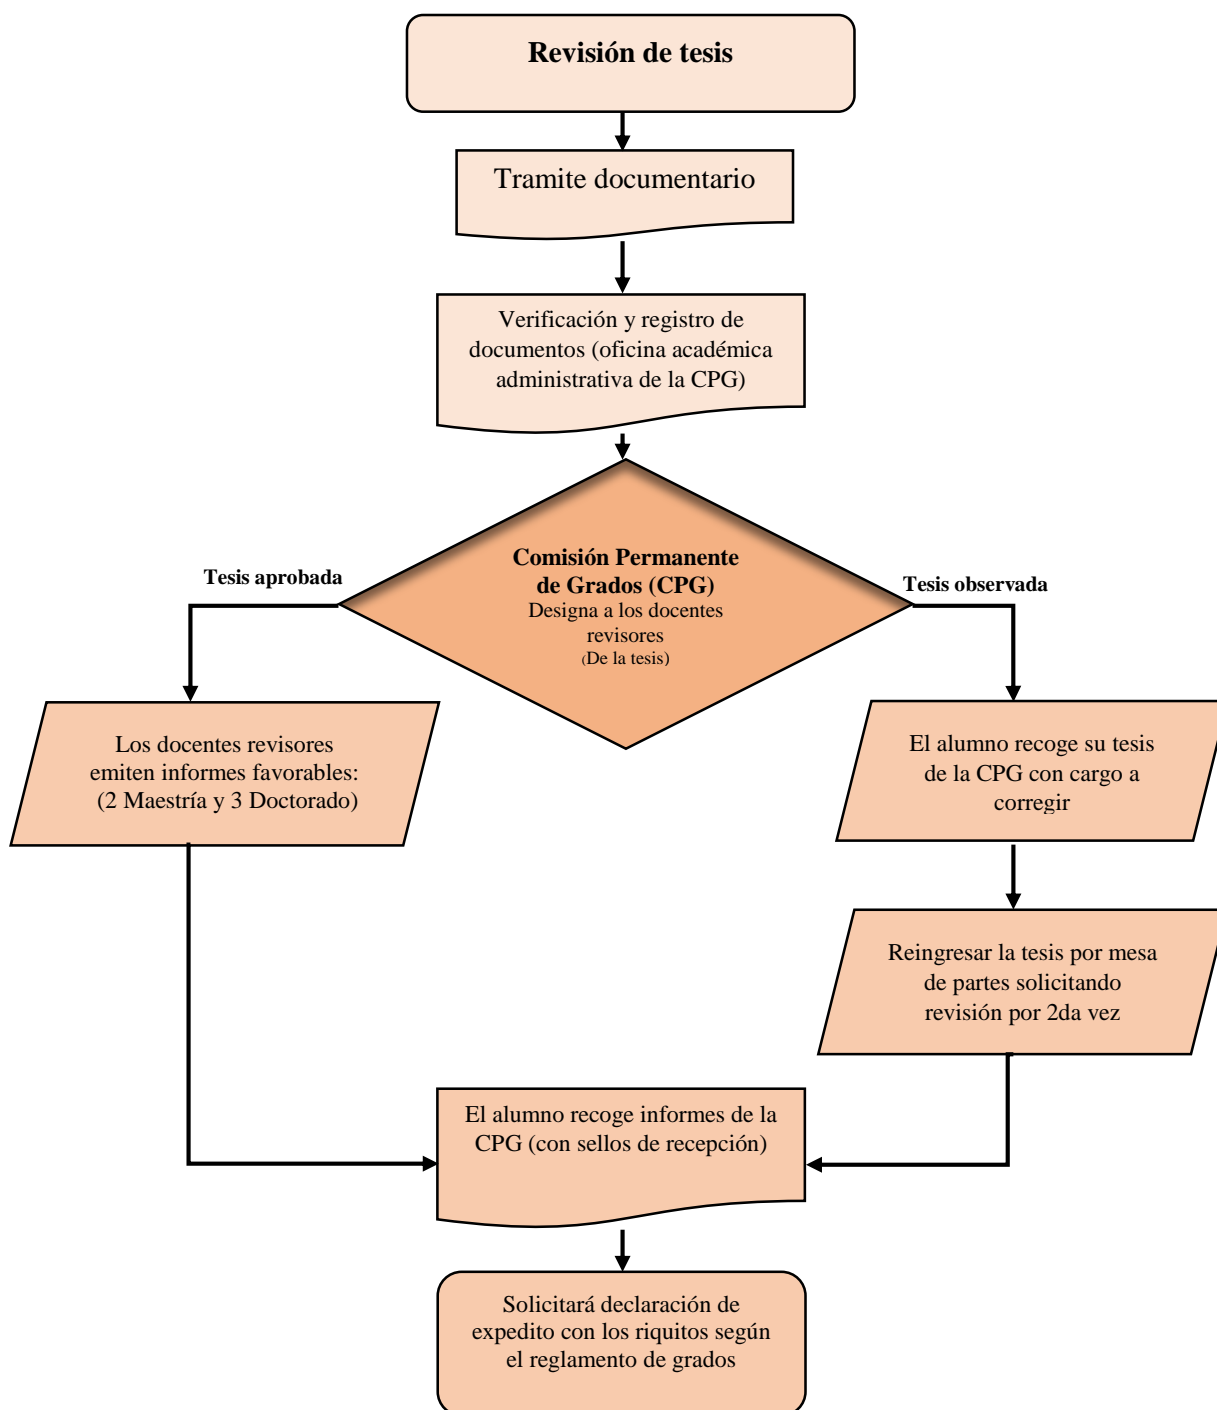 Revisión de tesis
Tramite documentario
Verificación y registro de
documentos (oficina académica
administrativa de la CPG)
Comisión Permanente
de Grados (CPG)
Designa a los docentes
revisores
(De la tesis)
Tesis aprobada
Tesis observada
Los docentes revisores
emiten informes favorables:
(2 Maestría y 3 Doctorado)
El alumno recoge su tesis
de la CPG con cargo a
corregir
Reingresar la tesis por mesa
de partes solicitando
revisión por 2da vez
El alumno recoge informes de la
CPG (con sellos de recepción)
Solicitará declaración de
expedito con los riquitos según
el reglamento de grados